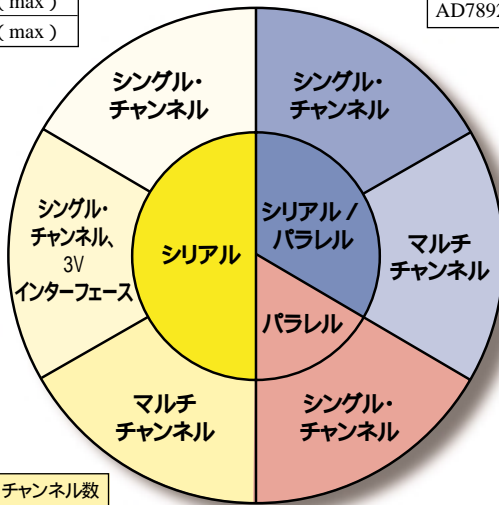 ( max )
( max )
AD7892
シングル・
チャンネル
シングル・
チャンネル
シングル・
チャンネル、
3V
インターフェース
シリアル
シリアル /
パラレル
マルチ
チャンネル
パラレル
マルチ
チャンネル
シングル・
チャンネル
チャンネル数